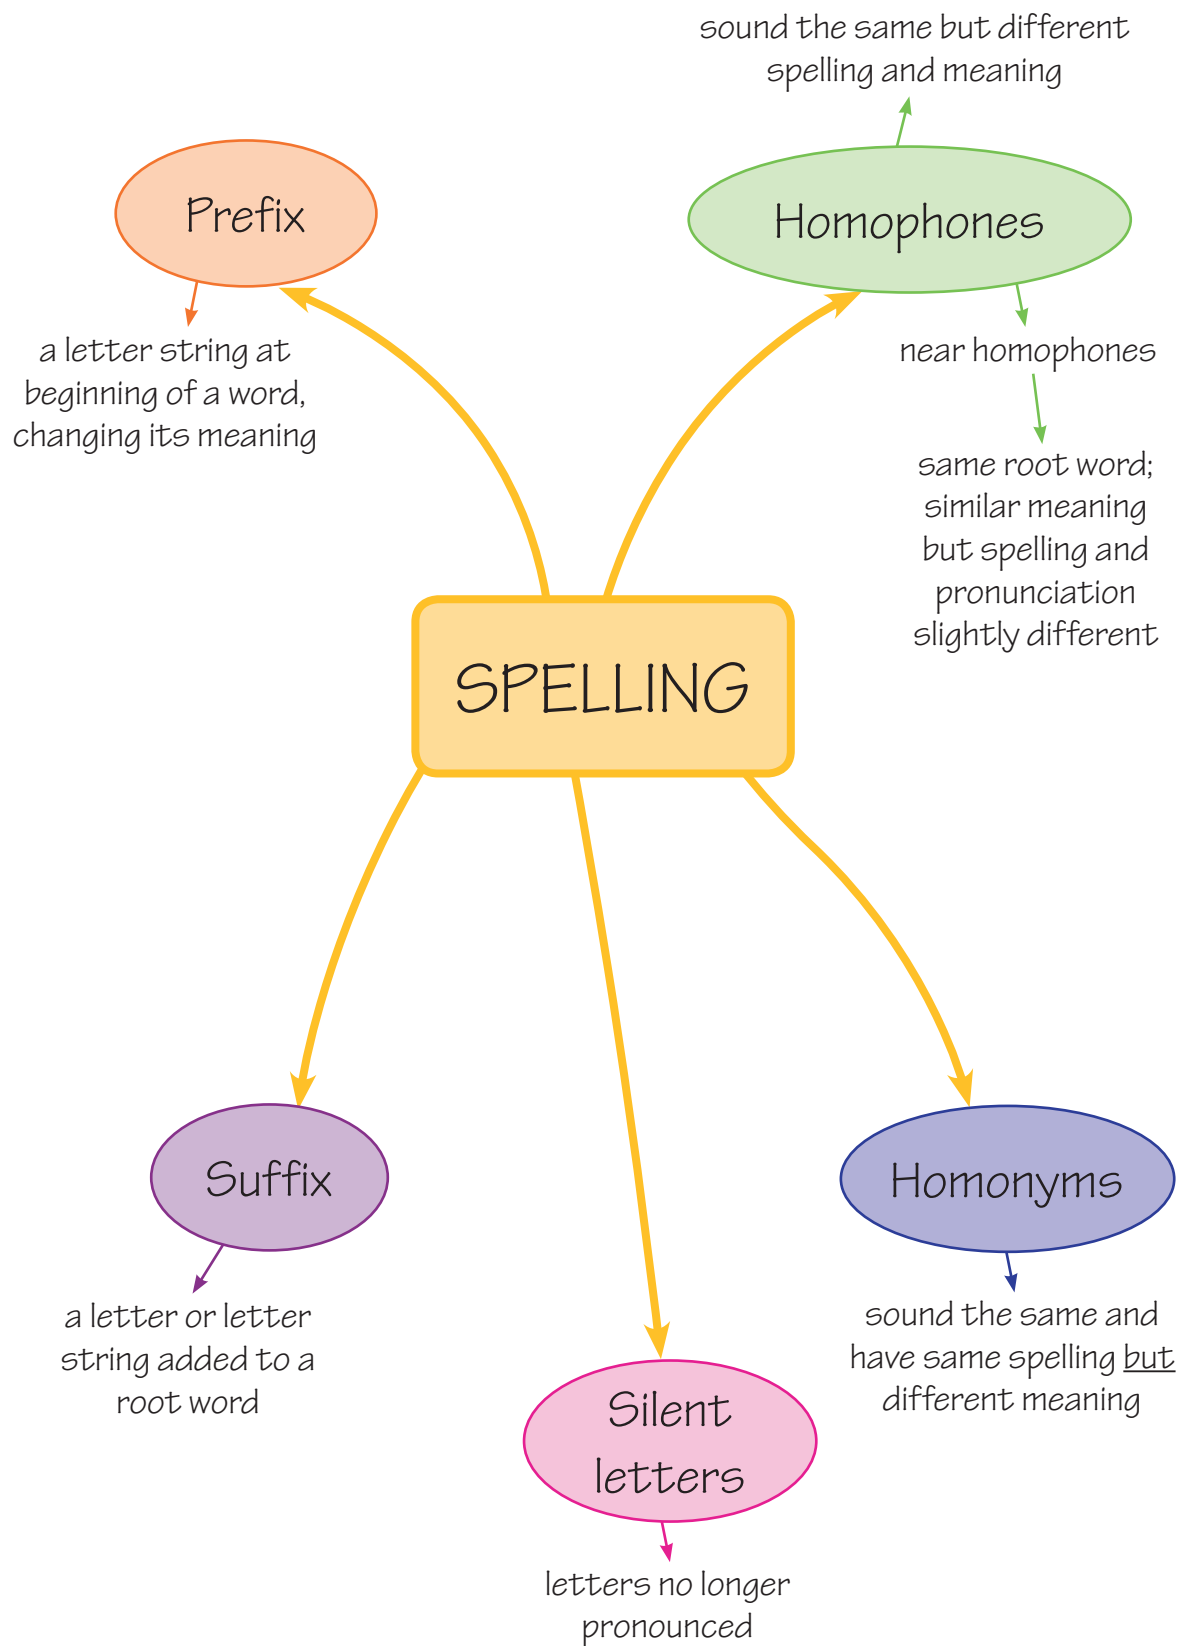 sound the same but different
spelling and meaning
Prefix
Homophones
a letter string at
beginning of a word,
changing its meaning
near homophones
same root word;
similar meaning
but spelling and
pronunciation
slightly different
SPELLING
Suffix
Homonyms
a letter or letter
string added to a
root word
sound the same and
have same spelling but
different meaning
Silent
letters
letters no longer
pronounced